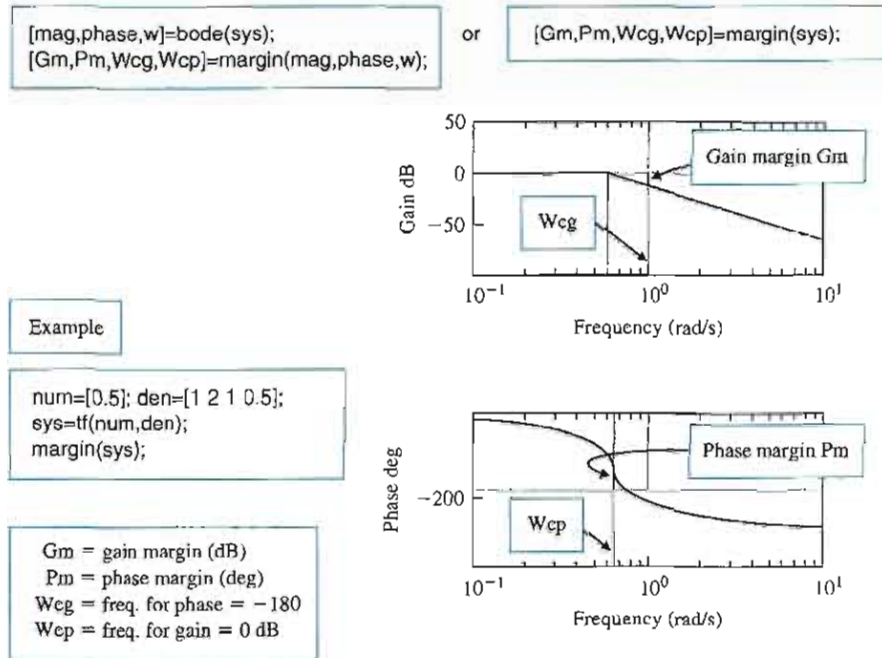 [mag,phase,w]=bode(sys);
[Gm,Pm,Wcg,Wcp]=margin(mag,phase,w);
or
[Gm,Pm,Wcg,Wcp]=margin(sys);
50
0
−50
Gain dB
Gain margin Gm
Wcg
10⁻¹ 10⁰ 10¹
Frequency (rad/s)
Example
num=[0.5]; den=[1 2 1 0.5];
sys=tf(num,den);
margin(sys);
Phase deg
−200
Phase margin Pm
Wcp
10⁻¹ 10⁰ 10¹
Frequency (rad/s)
Gm = gain margin (dB)
Pm = phase margin (deg)
Wcg = freq. for phase = −180
Wcp = freq. for gain = 0 dB